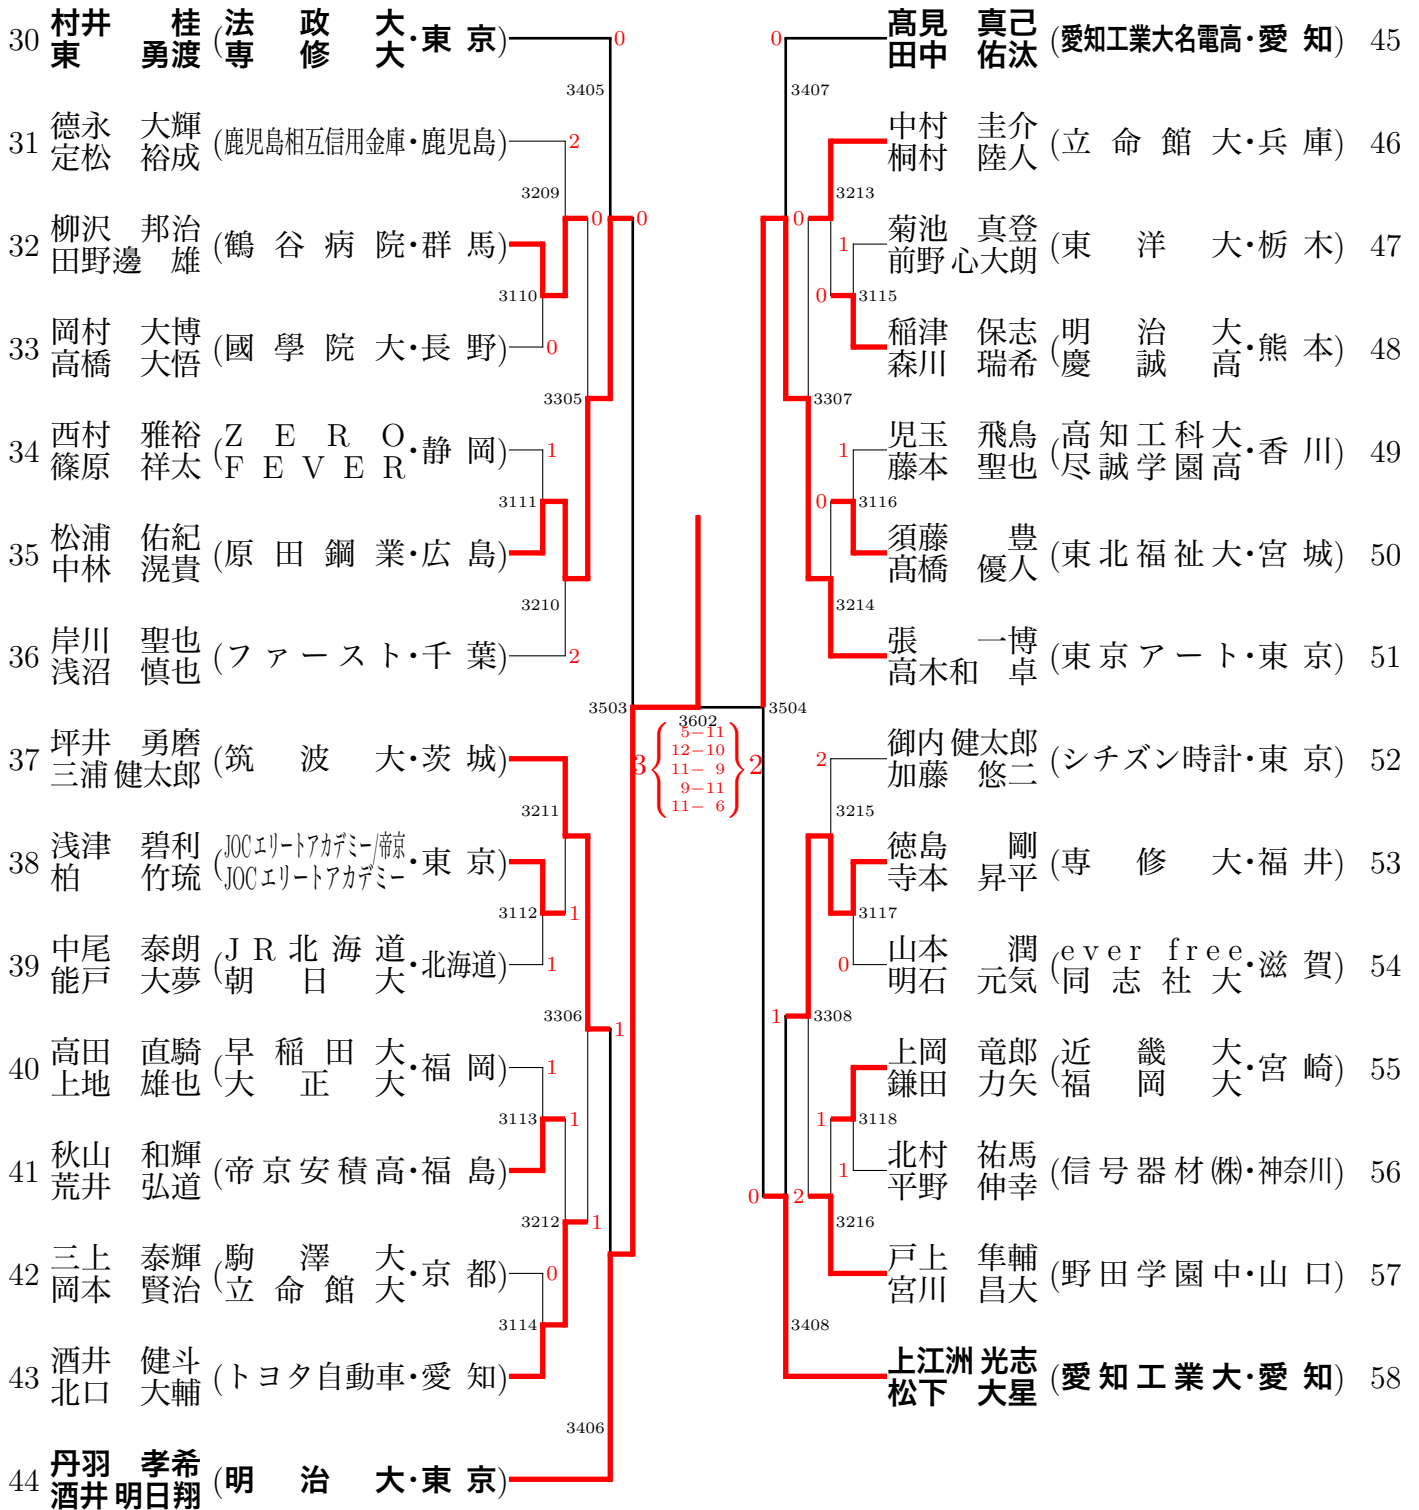 30 村井 桂 東 勇渡 (法政大 専修大・東京) 0
3405
31 德永 大輝 定松 裕成 (鹿児島相互信用金庫・鹿児島) 2
3209
0 0
32 柳沢 邦治 田野邊 雄 (鶴谷病院・群馬)
3110
33 岡村 大博 高橋 大悟 (國學院大・長野) 0
3305
34 西村 雅裕 篠原 祥太 (ZERO FEVER・静岡) 1
3111
35 松浦 佑紀 中林 滉貴 (原田鋼業・広島)
3210
36 岸川 聖也 浅沼 慎也 (ファースト・千葉) 2
3503
37 坪井 勇磨 三浦 健太郎 (筑波大・茨城)
3211
38 浅津 碧利 柏 竹琉 (JOCエリートアカデミー/帝京 JOCエリートアカデミー・東京)
3112 1
39 中尾 泰朗 能戸 大夢 (JR北海道 朝日大・北海道) 1
3306 1
40 高田 直騎 上地 雄也 (早稲田大 大正大・福岡) 1
3113 1
41 秋山 和輝 荒井 弘道 (帝京安積高・福島)
3212 1
42 三上 泰輝 岡本 賢治 (駒澤大 立命館大・京都) 0
3114
43 酒井 健斗 北口 大輔 (トヨタ自動車・愛知)
3406
44 丹羽 孝希 酒井 明日翔 (明治大・東京)
3602
3 { 5-11
12-10
11- 9
9-11
11- 6 } 2
0 髙見 真己 田中 佑汰 (愛知工業大名電高・愛知) 45
3407
中村 圭介 桐村 陸人 (立命館大・兵庫) 46
3213
0
1 菊池 真登 前野 心大朗 (東洋大・栃木) 47
0 3115
稲津 保志 森川 瑞希 (明治大 慶誠高・熊本) 48
3307
1 児玉 飛鳥 藤本 聖也 (高知工科大 尽誠学園高・香川) 49
0 3116
須藤 豊 髙橋 優人 (東北福祉大・宮城) 50
3214
張 一博 高木和 卓 (東京アート・東京) 51
3504
2 御内 健太郎 加藤 悠二 (シチズン時計・東京) 52
3215
徳島 剛 寺本 昇平 (専修大・福井) 53
3117
0 山本 潤 明石 元気 (ever free 同志社大・滋賀) 54
1 3308
上岡 竜郎 鎌田 力矢 (近畿大 福岡大・宮崎) 55
1 3118
1 北村 祐馬 平野 伸幸 (信号器材㈱・神奈川) 56
0 2 3216
戸上 隼輔 宮川 昌大 (野田学園中・山口) 57
3408
上江洲 光志 松下 大星 (愛知工業大・愛知) 58